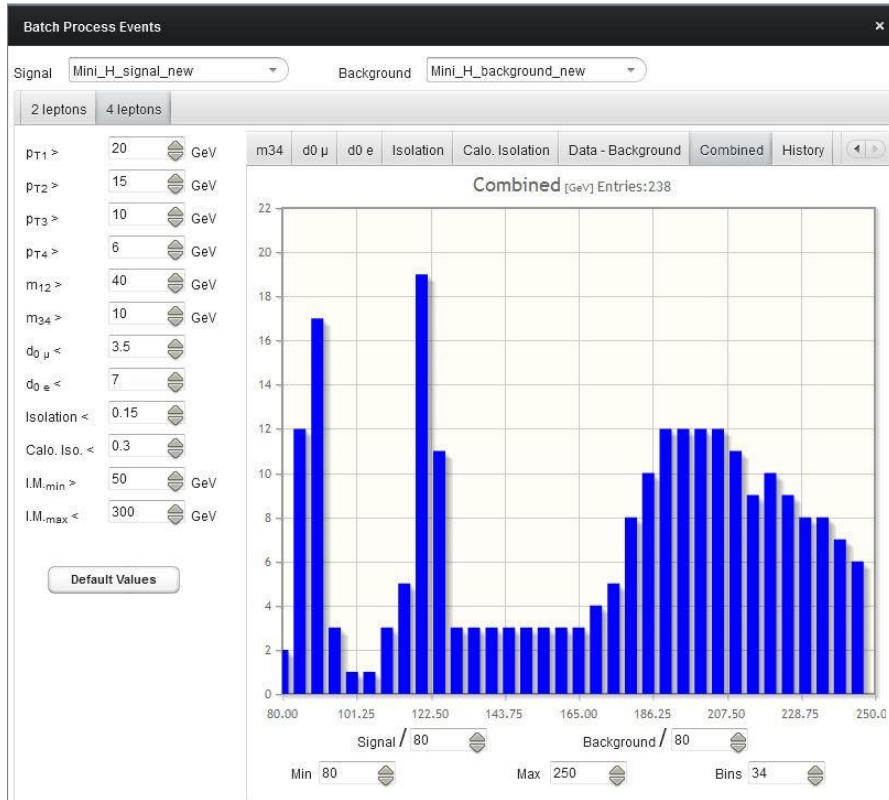 Batch Process Events ×
Signal Mini_H_signal_new Background Mini_H_background_new
2 leptons 4 leptons
m34 d0 μ d0 e Isolation Calo. Isolation Data - Background Combined History
pT1 > 20 GeV
pT2 > 15 GeV
pT3 > 10 GeV
pT4 > 6 GeV
m12 > 40 GeV
m34 > 10 GeV
d0 μ < 3.5
d0 e < 7
Isolation < 0.15
Calo. Iso. < 0.3
I.M.min > 50 GeV
I.M.max < 300 GeV
Default Values
Combined [GeV] Entries:238
22
20
18
16
14
12
10
8
6
4
2
0
80.00 101.25 122.50 143.75 165.00 186.25 207.50 228.75 250.0
Signal / 80 Background / 80
Min 80 Max 250 Bins 34